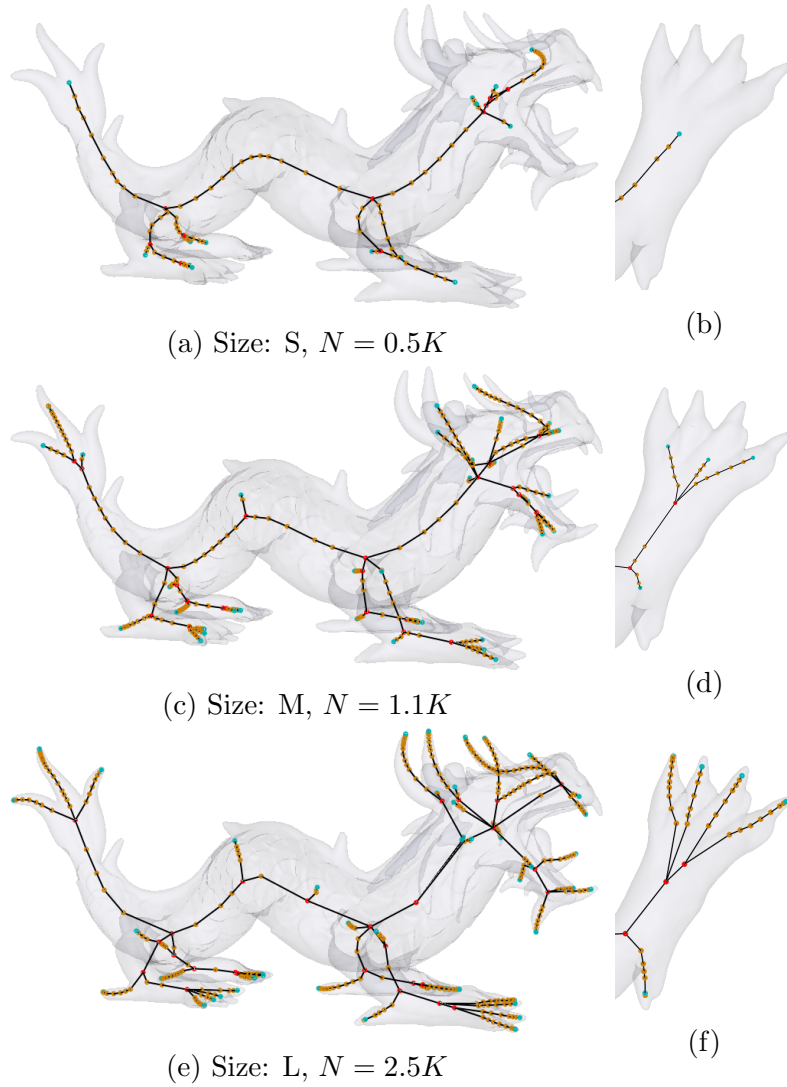 (a) Size: S, N = 0.5K
(b)
(c) Size: M, N = 1.1K
(d)
(e) Size: L, N = 2.5K
(f)